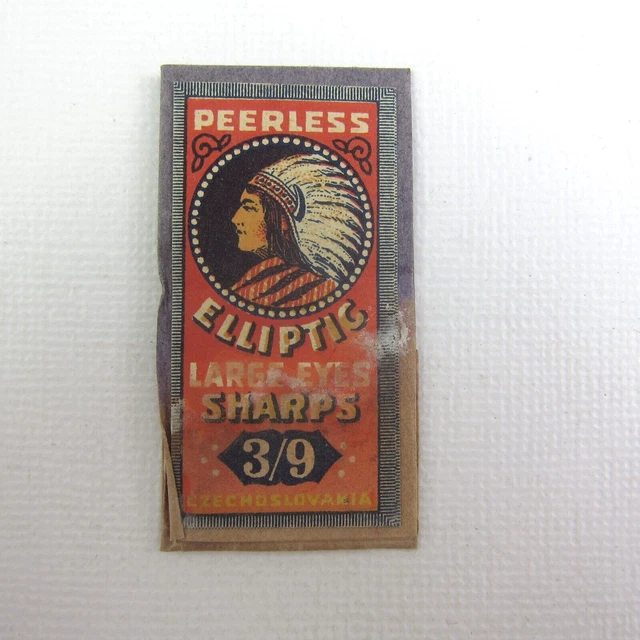 PEERLESS
ELLIPTIC
LARGE EYES
SHARPS
3/9
CZECHOSLOVAKIA